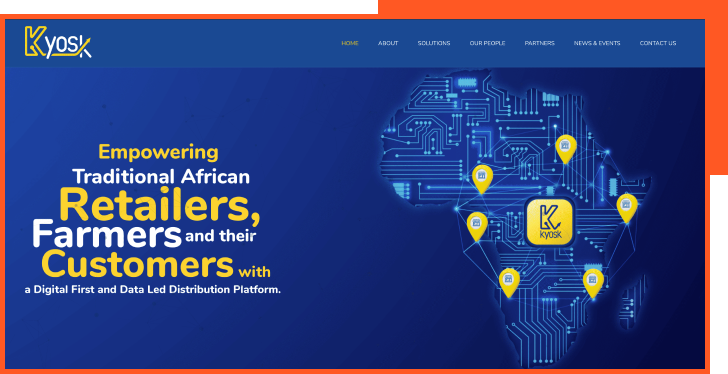 Kyosk
HOME ABOUT SOLUTIONS OUR PEOPLE PARTNERS NEWS & EVENTS CONTACT US
Empowering
Traditional African
Retailers,
Farmers and their
Customers with
a Digital First and Data Led Distribution Platform.
Kyosk